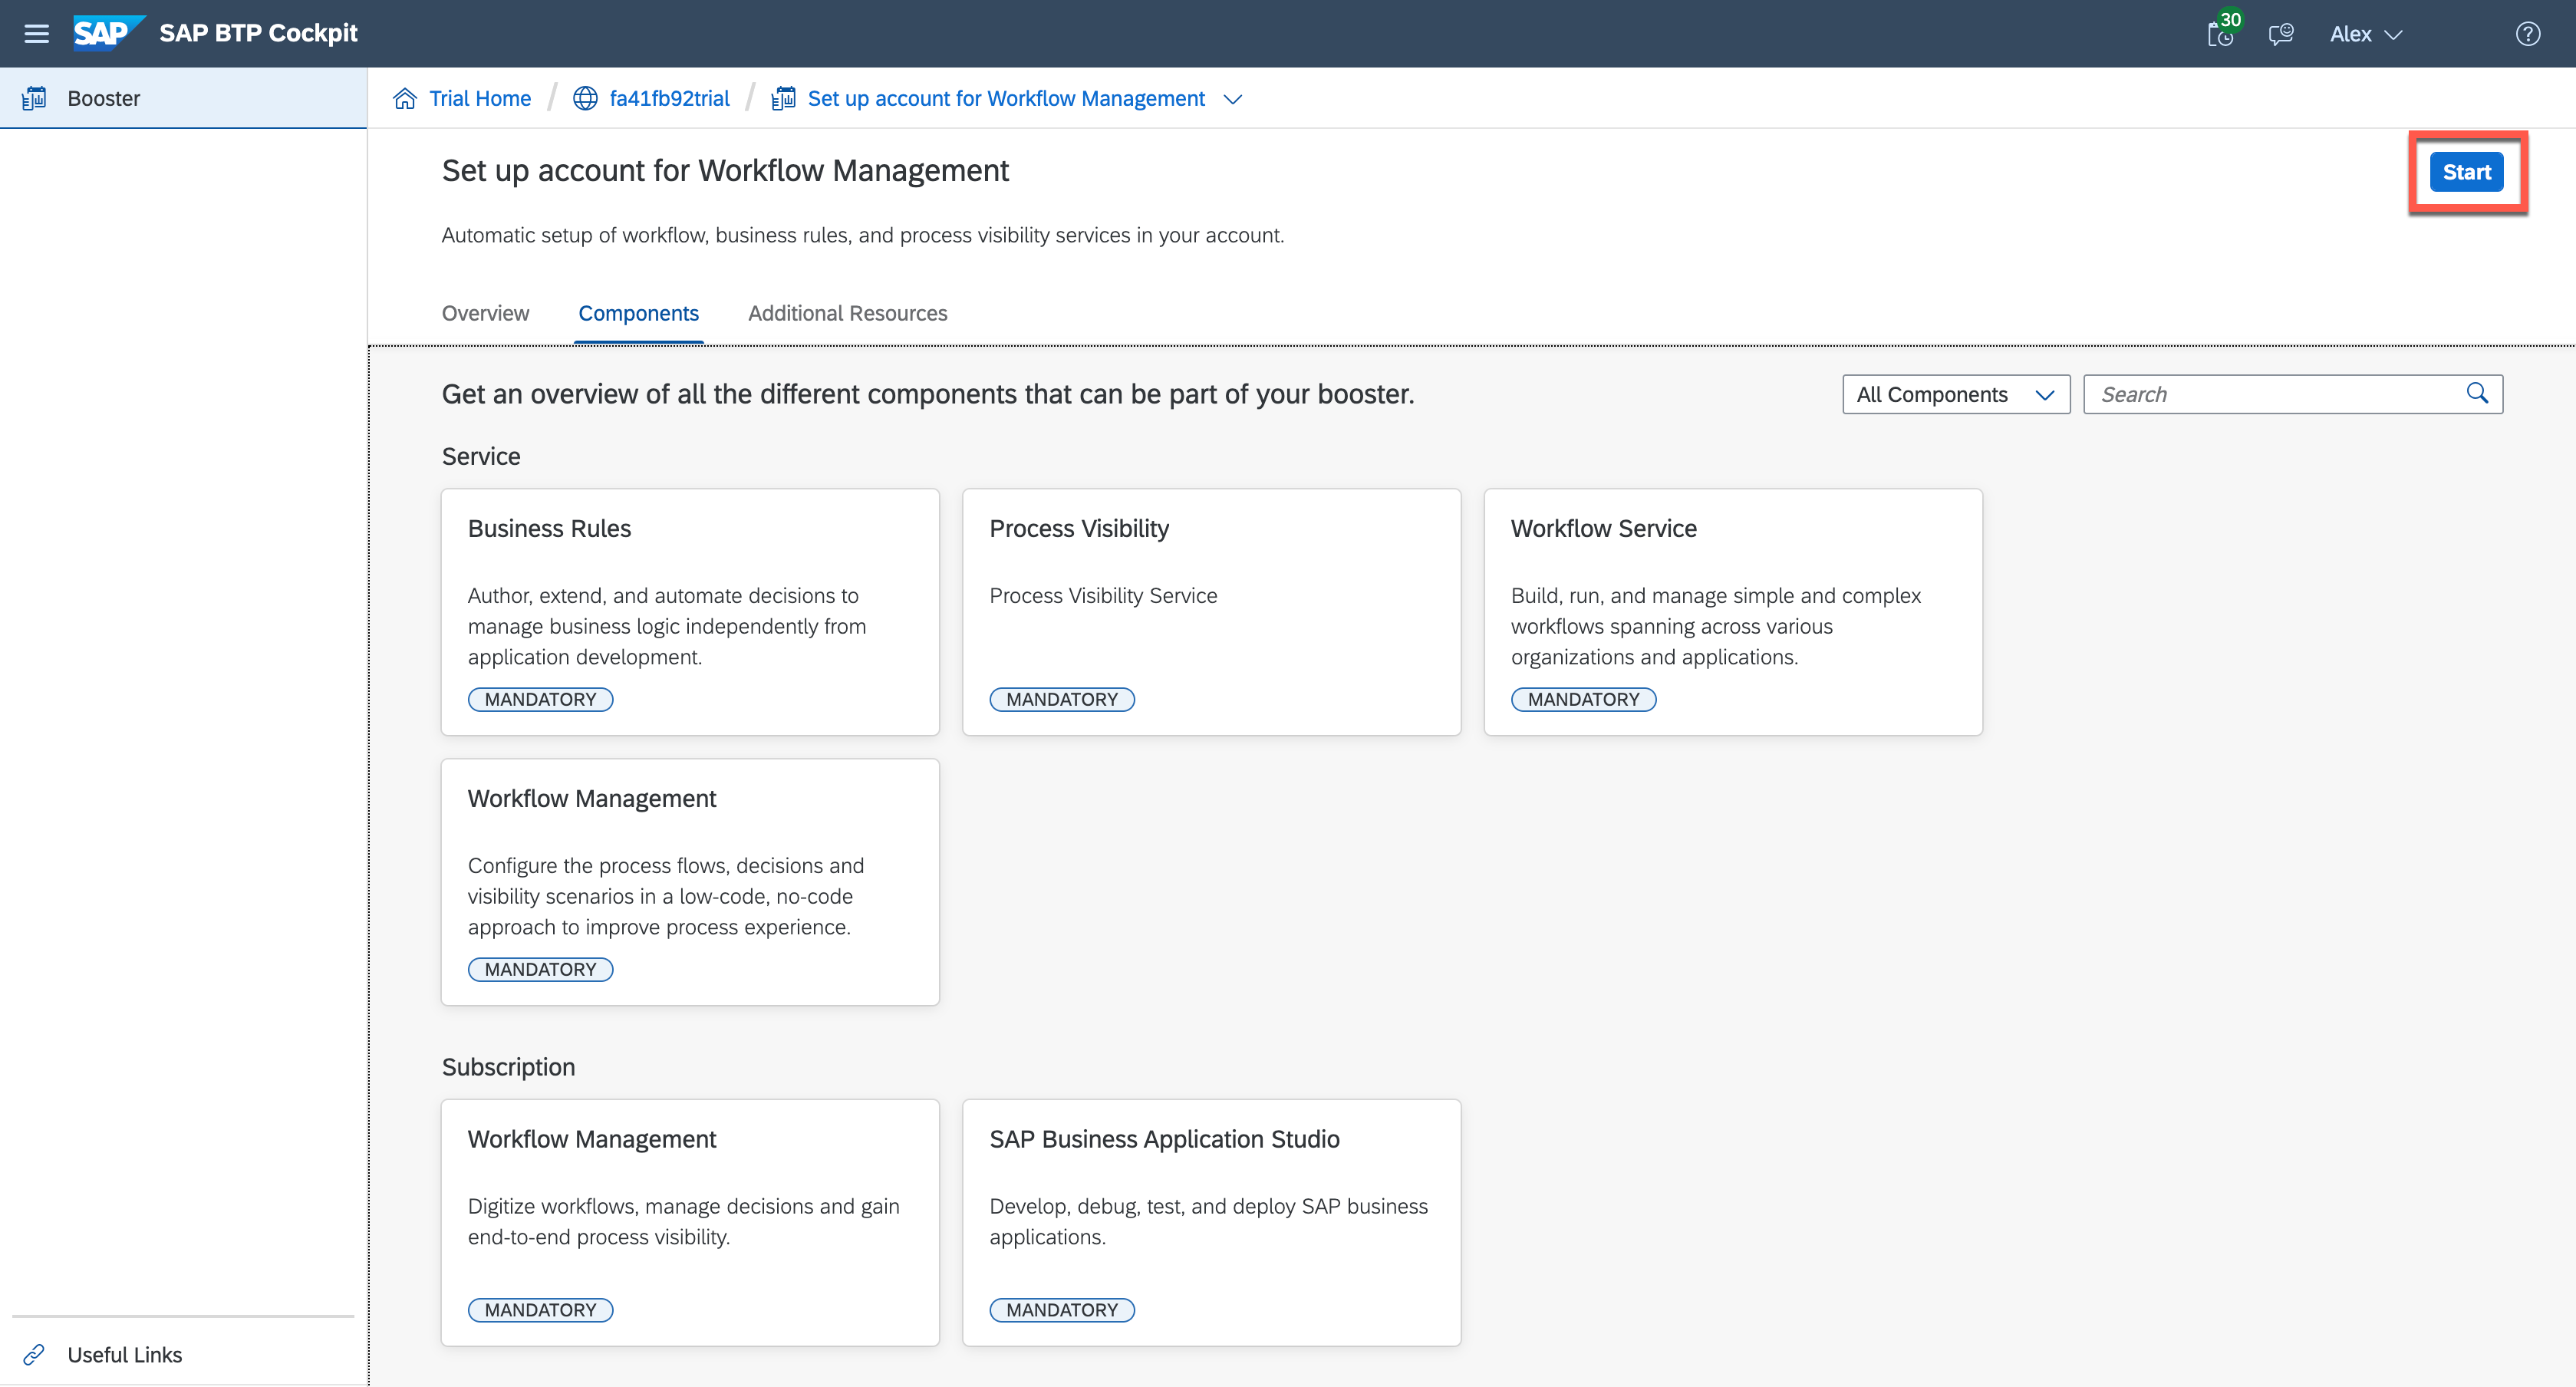 SAP SAP BTP Cockpit
30
Alex
Booster
Trial Home / fa41fb92trial / Set up account for Workflow Management
Set up account for Workflow Management
Start
Automatic setup of workflow, business rules, and process visibility services in your account.
Overview Components Additional Resources
Get an overview of all the different components that can be part of your booster.
All Components
Search
Service
Business Rules
Author, extend, and automate decisions to
manage business logic independently from
application development.
MANDATORY
Process Visibility
Process Visibility Service
MANDATORY
Workflow Service
Build, run, and manage simple and complex
workflows spanning across various
organizations and applications.
MANDATORY
Workflow Management
Configure the process flows, decisions and
visibility scenarios in a low-code, no-code
approach to improve process experience.
MANDATORY
Subscription
Workflow Management
Digitize workflows, manage decisions and gain
end-to-end process visibility.
MANDATORY
SAP Business Application Studio
Develop, debug, test, and deploy SAP business
applications.
MANDATORY
Useful Links